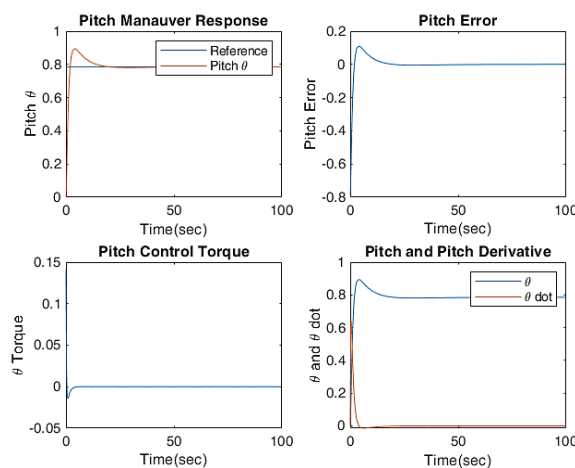 Pitch Manauver Response
1
0.8
0.6
0.4
0.2
0
Pitch θ
Reference
Pitch θ
0 50 100
Time(sec)
Pitch Error
0.2
0
-0.2
-0.4
-0.6
-0.8
Pitch Error
0 50 100
Time(sec)
Pitch Control Torque
0.15
0.1
0.05
0
-0.05
θ Torque
0 50 100
Time(sec)
Pitch and Pitch Derivative
1
0.8
0.6
0.4
0.2
0
θ and θ dot
θ
θ dot
0 50 100
Time(sec)